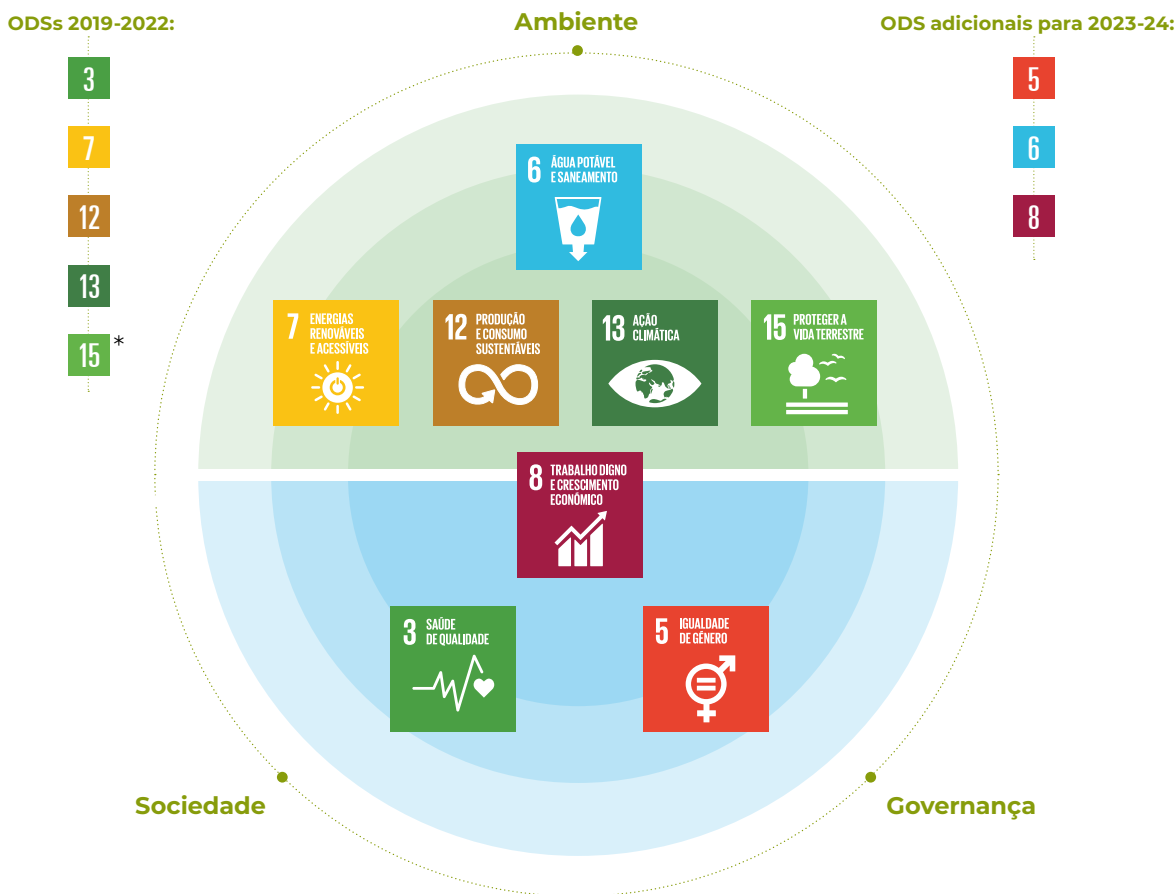 ODSs 2019-2022:
Ambiente
ODS adicionais para 2023-24:
3
7
12
13
15 *
5
6
8
6 ÁGUA POTÁVEL
E SANEAMENTO
7 ENERGIAS
RENOVÁVEIS
E ACESSÍVEIS
12 PRODUÇÃO
E CONSUMO
SUSTENTÁVEIS
13 AÇÃO
CLIMÁTICA
15 PROTEGER A
VIDA TERRESTRE
8 TRABALHO DIGNO
E CRESCIMENTO
ECONÓMICO
3 SAÚDE
DE QUALIDADE
5 IGUALDADE
DE GÉNERO
Sociedade
Governança